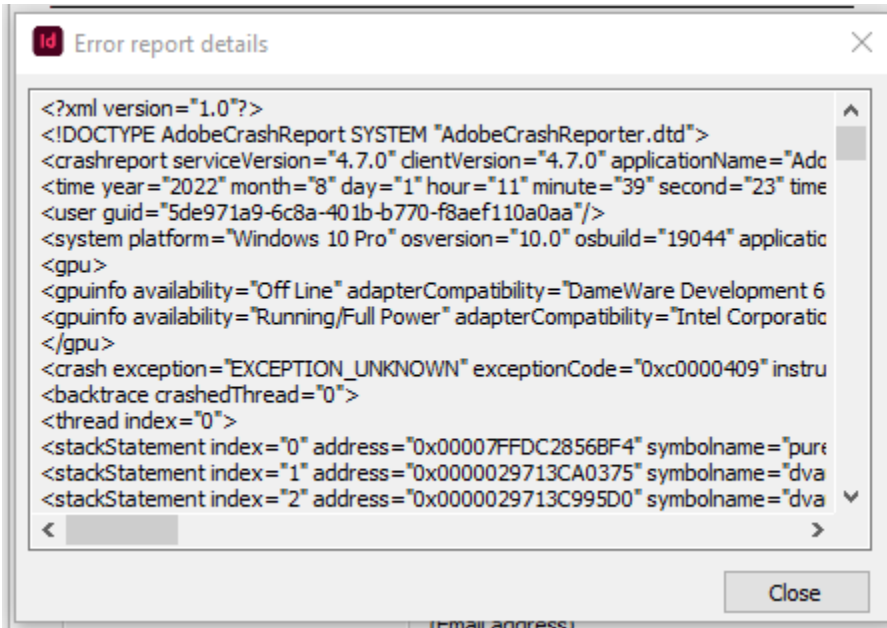 Id Error report details
<?xml version="1.0"?>
<!DOCTYPE AdobeCrashReport SYSTEM "AdobeCrashReporter.dtd">
<crashreport serviceVersion="4.7.0" clientVersion="4.7.0" applicationName="Adc
<time year="2022" month="8" day="1" hour="11" minute="39" second="23" time
<user guid="5de971a9-6c8a-401b-b770-f8aef110a0aa"/>
<system platform="Windows 10 Pro" osversion="10.0" osbuild="19044" applicatio
<gpu>
<gpuinfo availability="Off Line" adapterCompatibility="DameWare Development 6
<gpuinfo availability="Running/Full Power" adapterCompatibility="Intel Corporatio
</gpu>
<crash exception="EXCEPTION_UNKNOWN" exceptionCode="0xc0000409" instru
<backtrace crashedThread="0">
<thread index="0">
<stackStatement index="0" address="0x00007FFDC2856BF4" symbolname="pure
<stackStatement index="1" address="0x0000029713CA0375" symbolname="dva
<stackStatement index="2" address="0x0000029713C995D0" symbolname="dva
Close
(Email address)